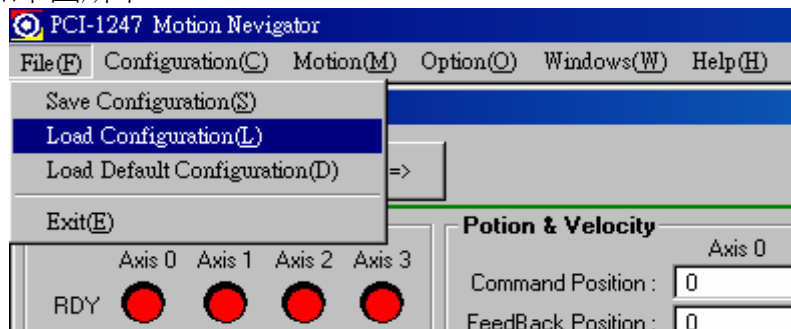 PCI-1247 Motion Nevigator
File(F) Configuration(C) Motion(M) Option(O) Windows(W) Help(H)
Save Configuration(S)
Load Configuration(L)
Load Default Configuration(D)
=>
Exit(E)
Potion & Velocity
Axis 0 Axis 1 Axis 2 Axis 3
Axis 0
Command Position : 0
RDY
FeedBack Position : 0